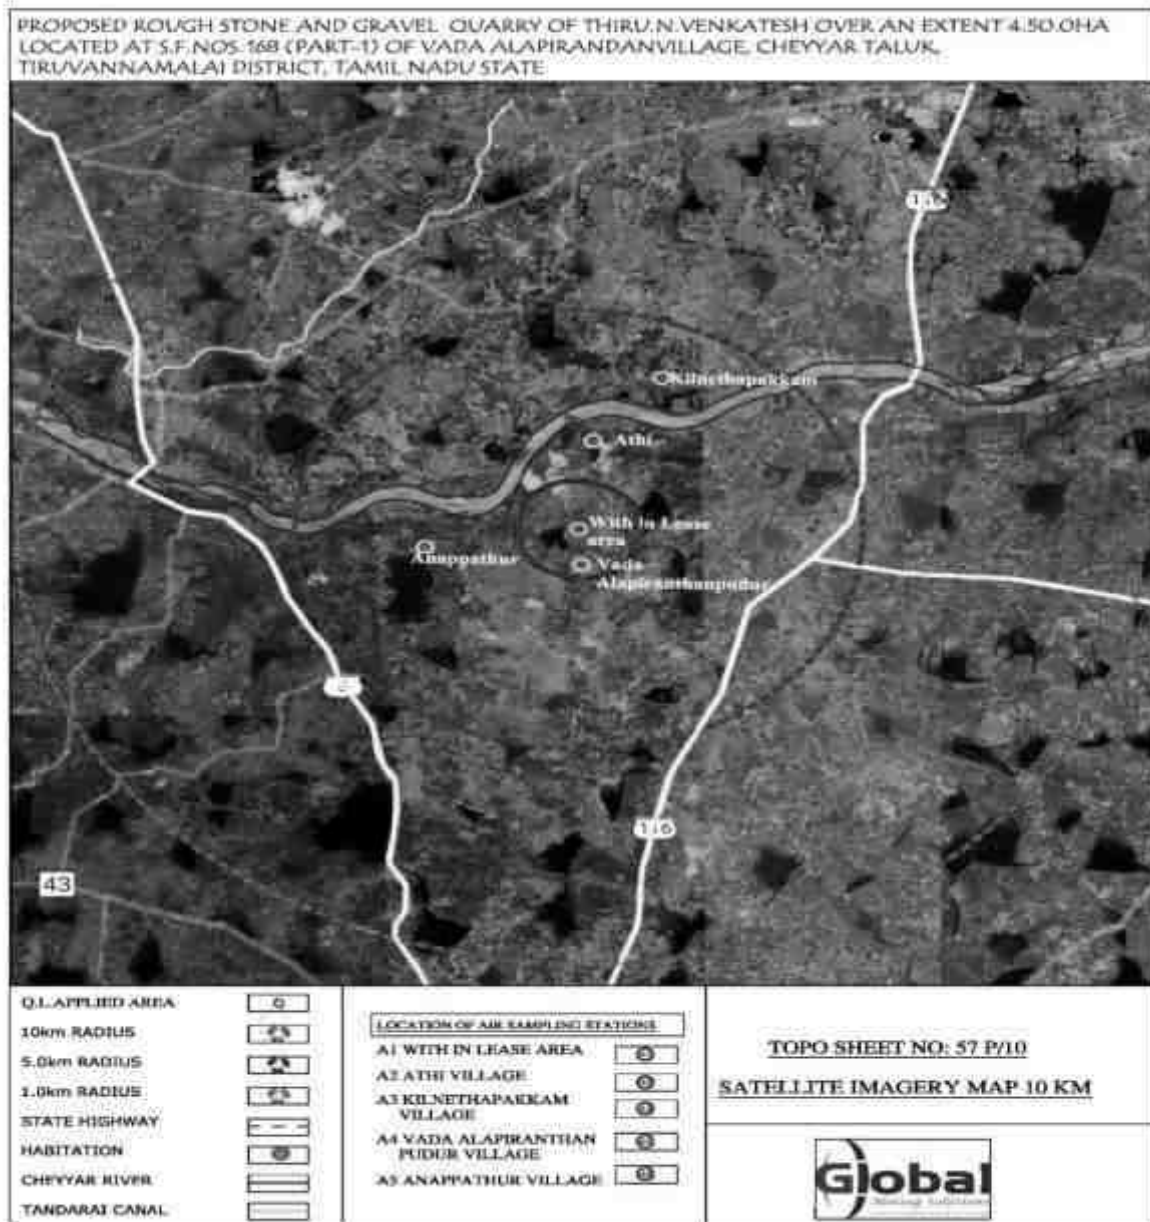 PROPOSED ROUGH STONE AND GRAVEL QUARRY OF THIRU.N.VENKATESH OVER AN EXTENT 4.50.0HA
LOCATED AT S.F.NOS. 168 (PART-1) OF VADA ALAPIRANDANVILLAGE, CHEYYAR TALUK,
TIRUVANNAMALAI DISTRICT, TAMIL NADU STATE
Kilnethapakkam
Athi
With in Lease
area
Anappathur
Vada
Alapiranthanpudur
116
43
Q.L.APPLIED AREA
10km RADIUS
5.0km RADIUS
1.0km RADIUS
STATE HIGHWAY
HABITATION
CHEYYAR RIVER
TANDARAI CANAL
LOCATION OF AIR SAMPLING STATIONS
A1 WITH IN LEASE AREA
A2 ATHI VILLAGE
A3 KILNETHAPAKKAM
VILLAGE
A4 VADA ALAPIRANTHAN
PUDUR VILLAGE
A5 ANAPPATHUR VILLAGE
TOPO SHEET NO: 57 P/10
SATELLITE IMAGERY MAP 10 KM
Global
Mining Solutions